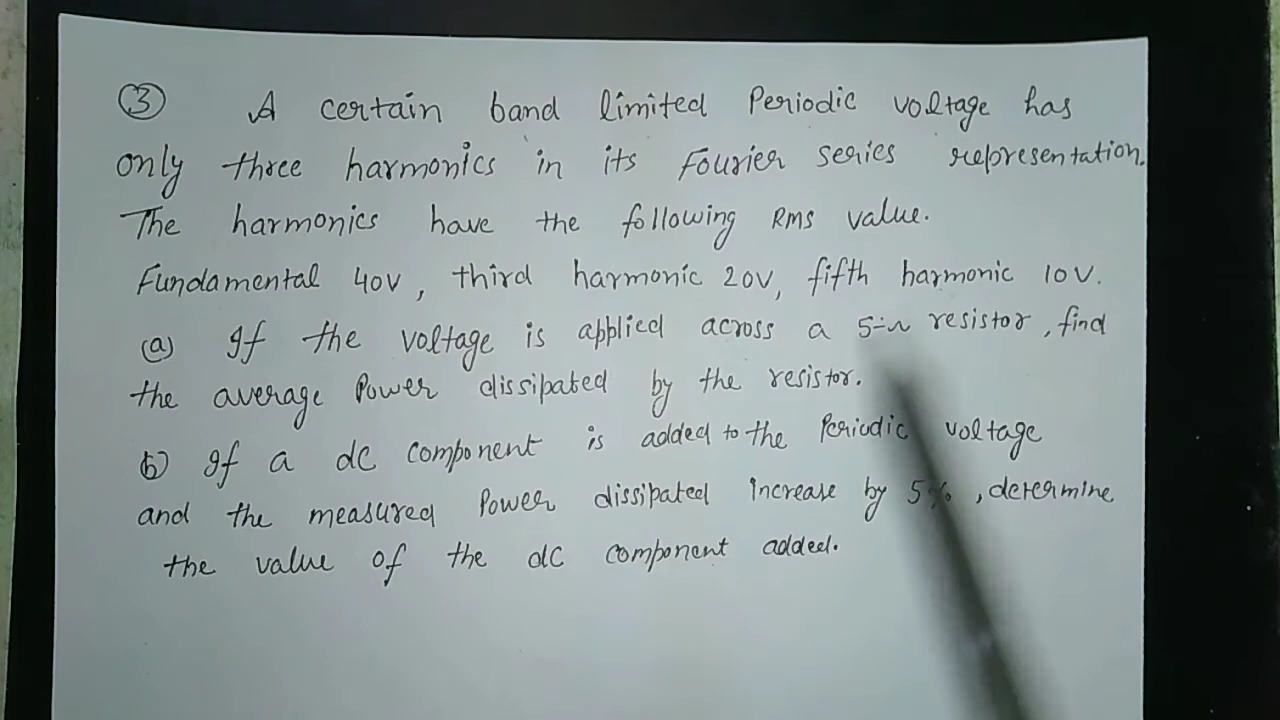 ③ A certain band limited Periodic voltage has
only three harmonics in its Fourier series representation.
The harmonics have the following RMS value.
Fundamental 40V, third harmonic 20V, fifth harmonic 10V.
(a) If the voltage is applied across a 5-Ω resistor, find
the average Power dissipated by the resistor.
(b) If a dc component is added to the Periodic voltage
and the measured Power dissipated increase by 5%, determine
the value of the dc component added.